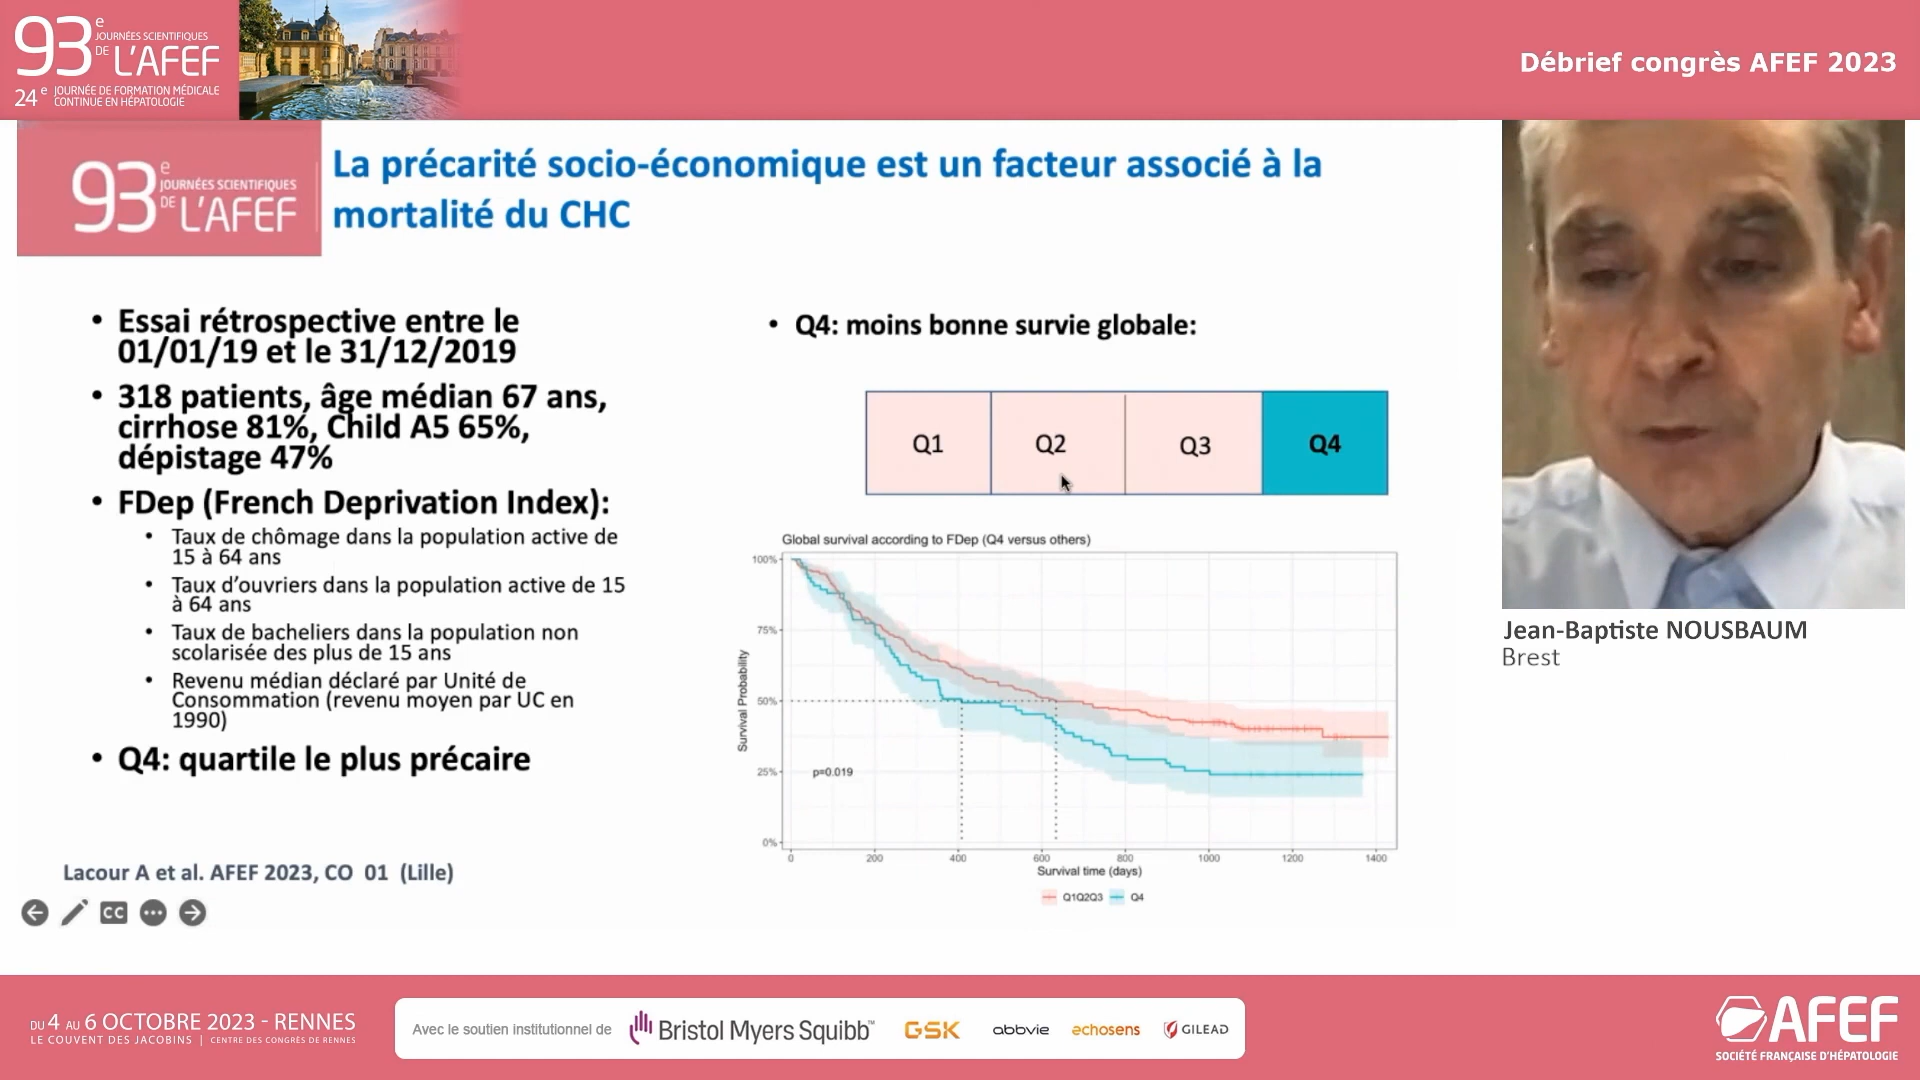 93e JOURNÉES SCIENTIFIQUES
DE L'AFEF
24e JOURNÉE DE FORMATION MÉDICALE
CONTINUE EN HÉPATOLOGIE
Débrief congrès AFEF 2023
93e JOURNÉES SCIENTIFIQUES
DE L'AFEF
La précarité socio-économique est un facteur associé à la
mortalité du CHC
• Essai rétrospective entre le
01/01/19 et le 31/12/2019
• 318 patients, âge médian 67 ans,
cirrhose 81%, Child A5 65%,
dépistage 47%
• FDep (French Deprivation Index):
• Taux de chômage dans la population active de
15 à 64 ans
• Taux d'ouvriers dans la population active de 15
à 64 ans
• Taux de bacheliers dans la population non
scolarisée des plus de 15 ans
• Revenu médian déclaré par Unité de
Consommation (revenu moyen par UC en
1990)
• Q4: quartile le plus précaire
Lacour A et al. AFEF 2023, CO 01 (Lille)
CC
• Q4: moins bonne survie globale:
Q1 Q2 Q3 Q4
Global survival according to FDep (Q4 versus others)
Survival Probability
100%
75%
50%
25%
0%
p=0.019
0 200 400 600 800 1000 1200 1400
Survival time (days)
Q1Q2Q3 Q4
Jean-Baptiste NOUSBAUM
Brest
DU 4 AU 6 OCTOBRE 2023 - RENNES
LE COUVENT DES JACOBINS | CENTRE DES CONGRÈS DE RENNES
Avec le soutien institutionnel de Bristol Myers Squibb™ GSK abbvie echosens GILEAD
AFEF
SOCIÉTÉ FRANÇAISE D'HÉPATOLOGIE